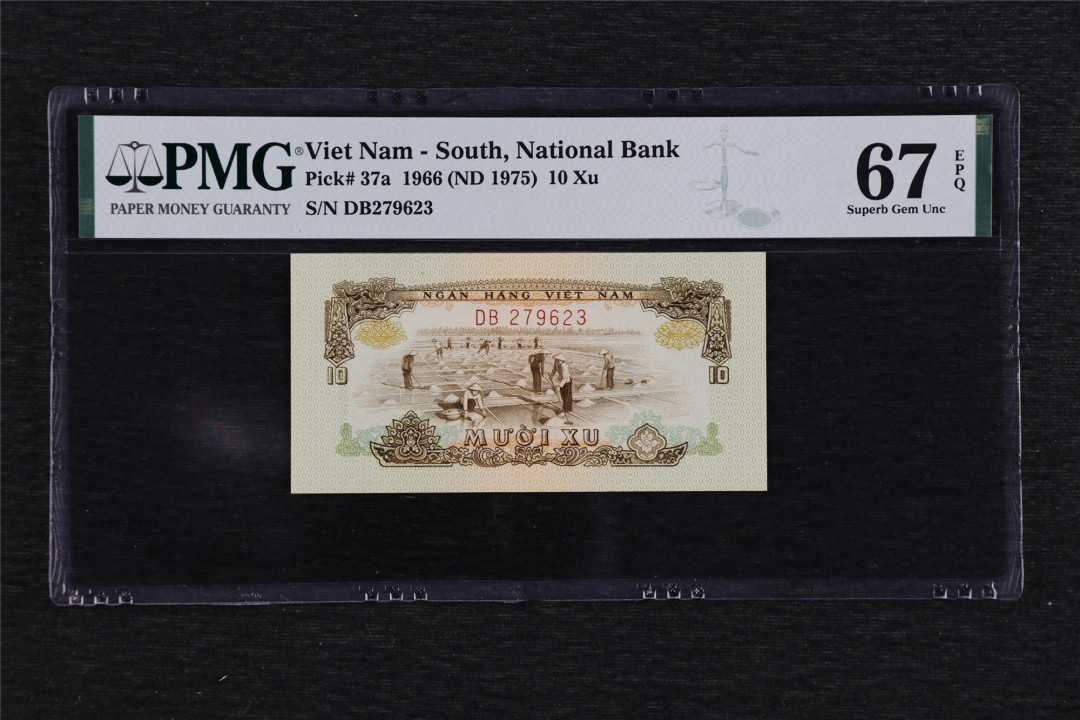 PMG®
PAPER MONEY GUARANTY
Viet Nam - South, National Bank
Pick# 37a 1966 (ND 1975) 10 Xu
S/N DB279623
67
EPQ
Superb Gem Unc
NGÂN HÀNG VIỆT NAM
DB 279623
10 10
MƯỜI XU